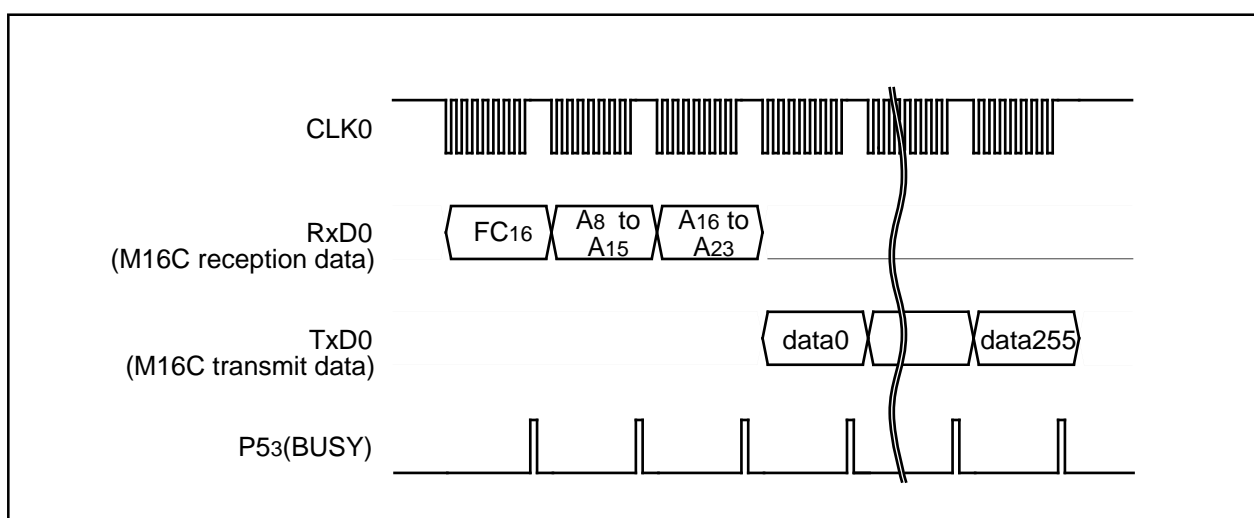 CLK0
RxD0
(M16C reception data)
FC16
A8 to
A15
A16 to
A23
TxD0
(M16C transmit data)
data0
data255
P53(BUSY)